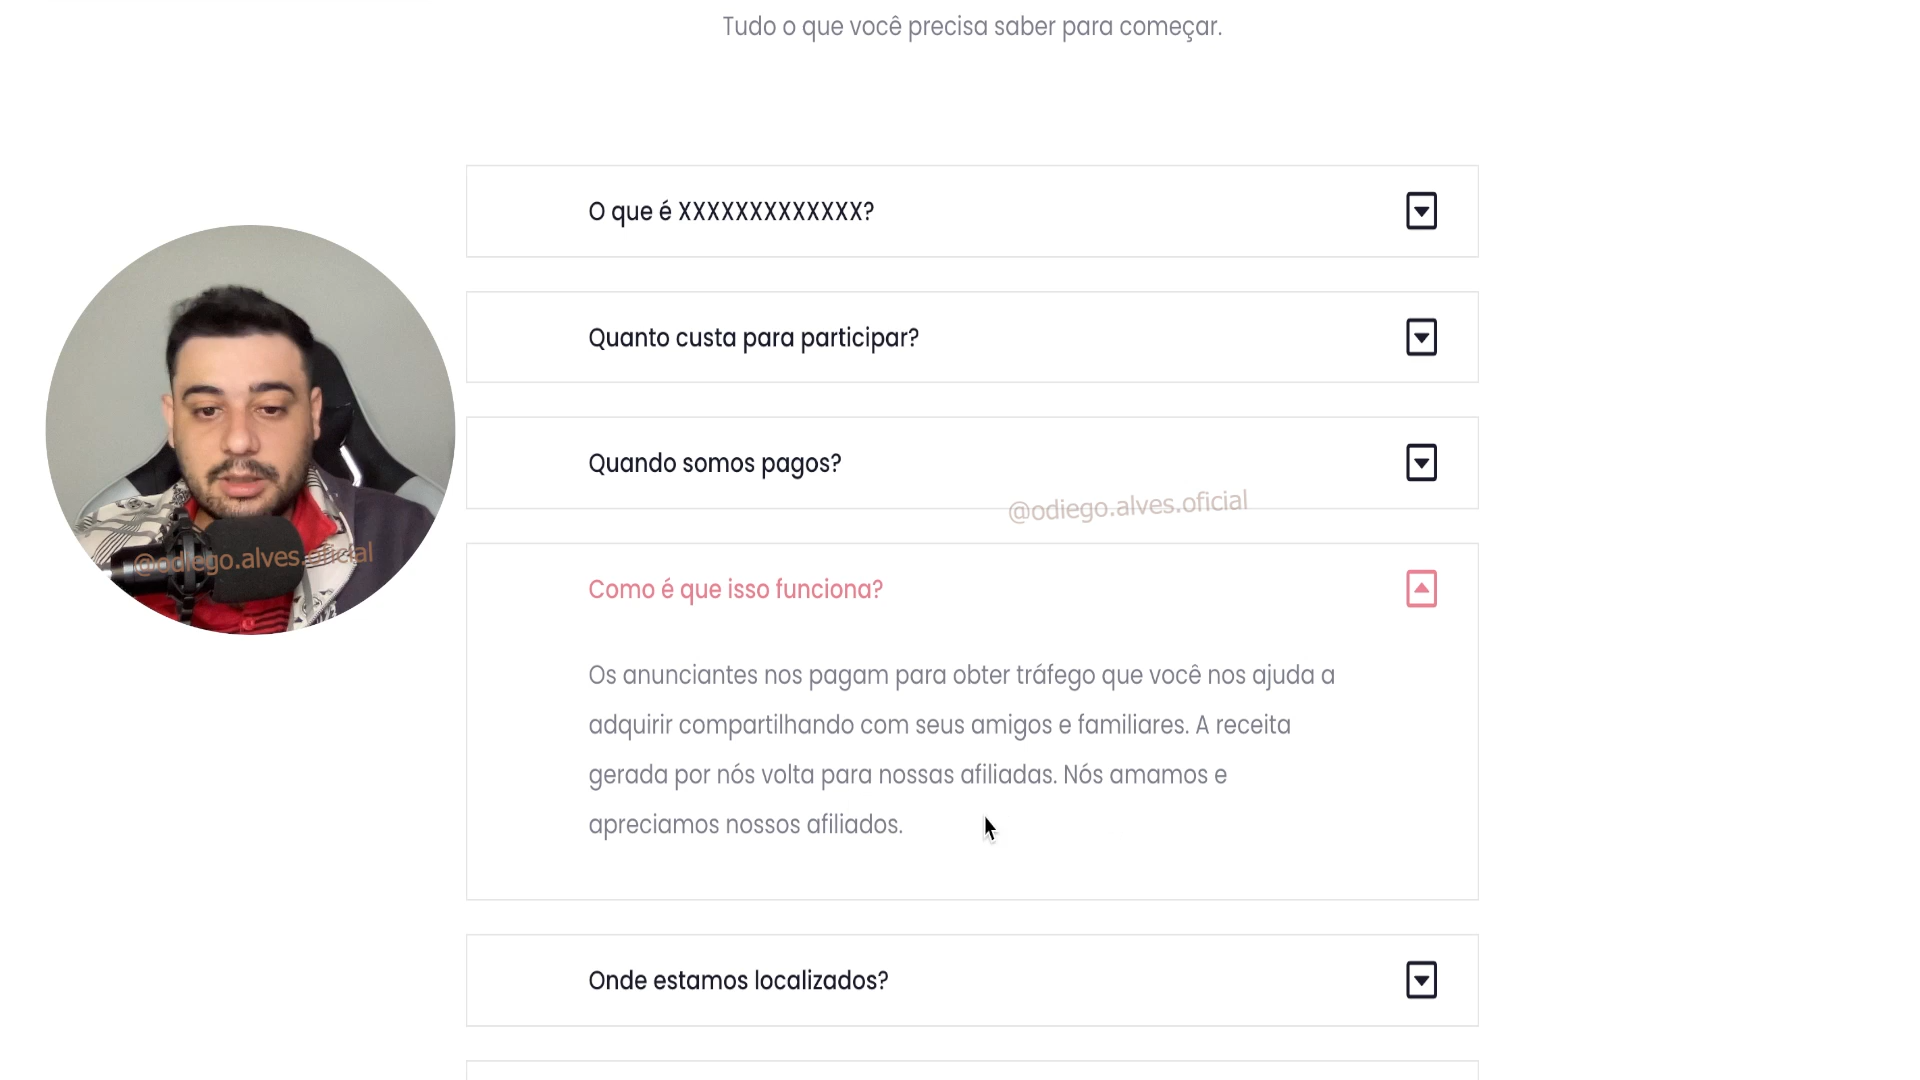 Tudo o que você precisa saber para começar.
O que é XXXXXXXXXXXXX?
Quanto custa para participar?
Quando somos pagos?
@odiego.alves.oficial
@odiego.alves.oficial
Como é que isso funciona?
Os anunciantes nos pagam para obter tráfego que você nos ajuda a
adquirir compartilhando com seus amigos e familiares. A receita
gerada por nós volta para nossas afiliadas. Nós amamos e
apreciamos nossos afiliados.
Onde estamos localizados?